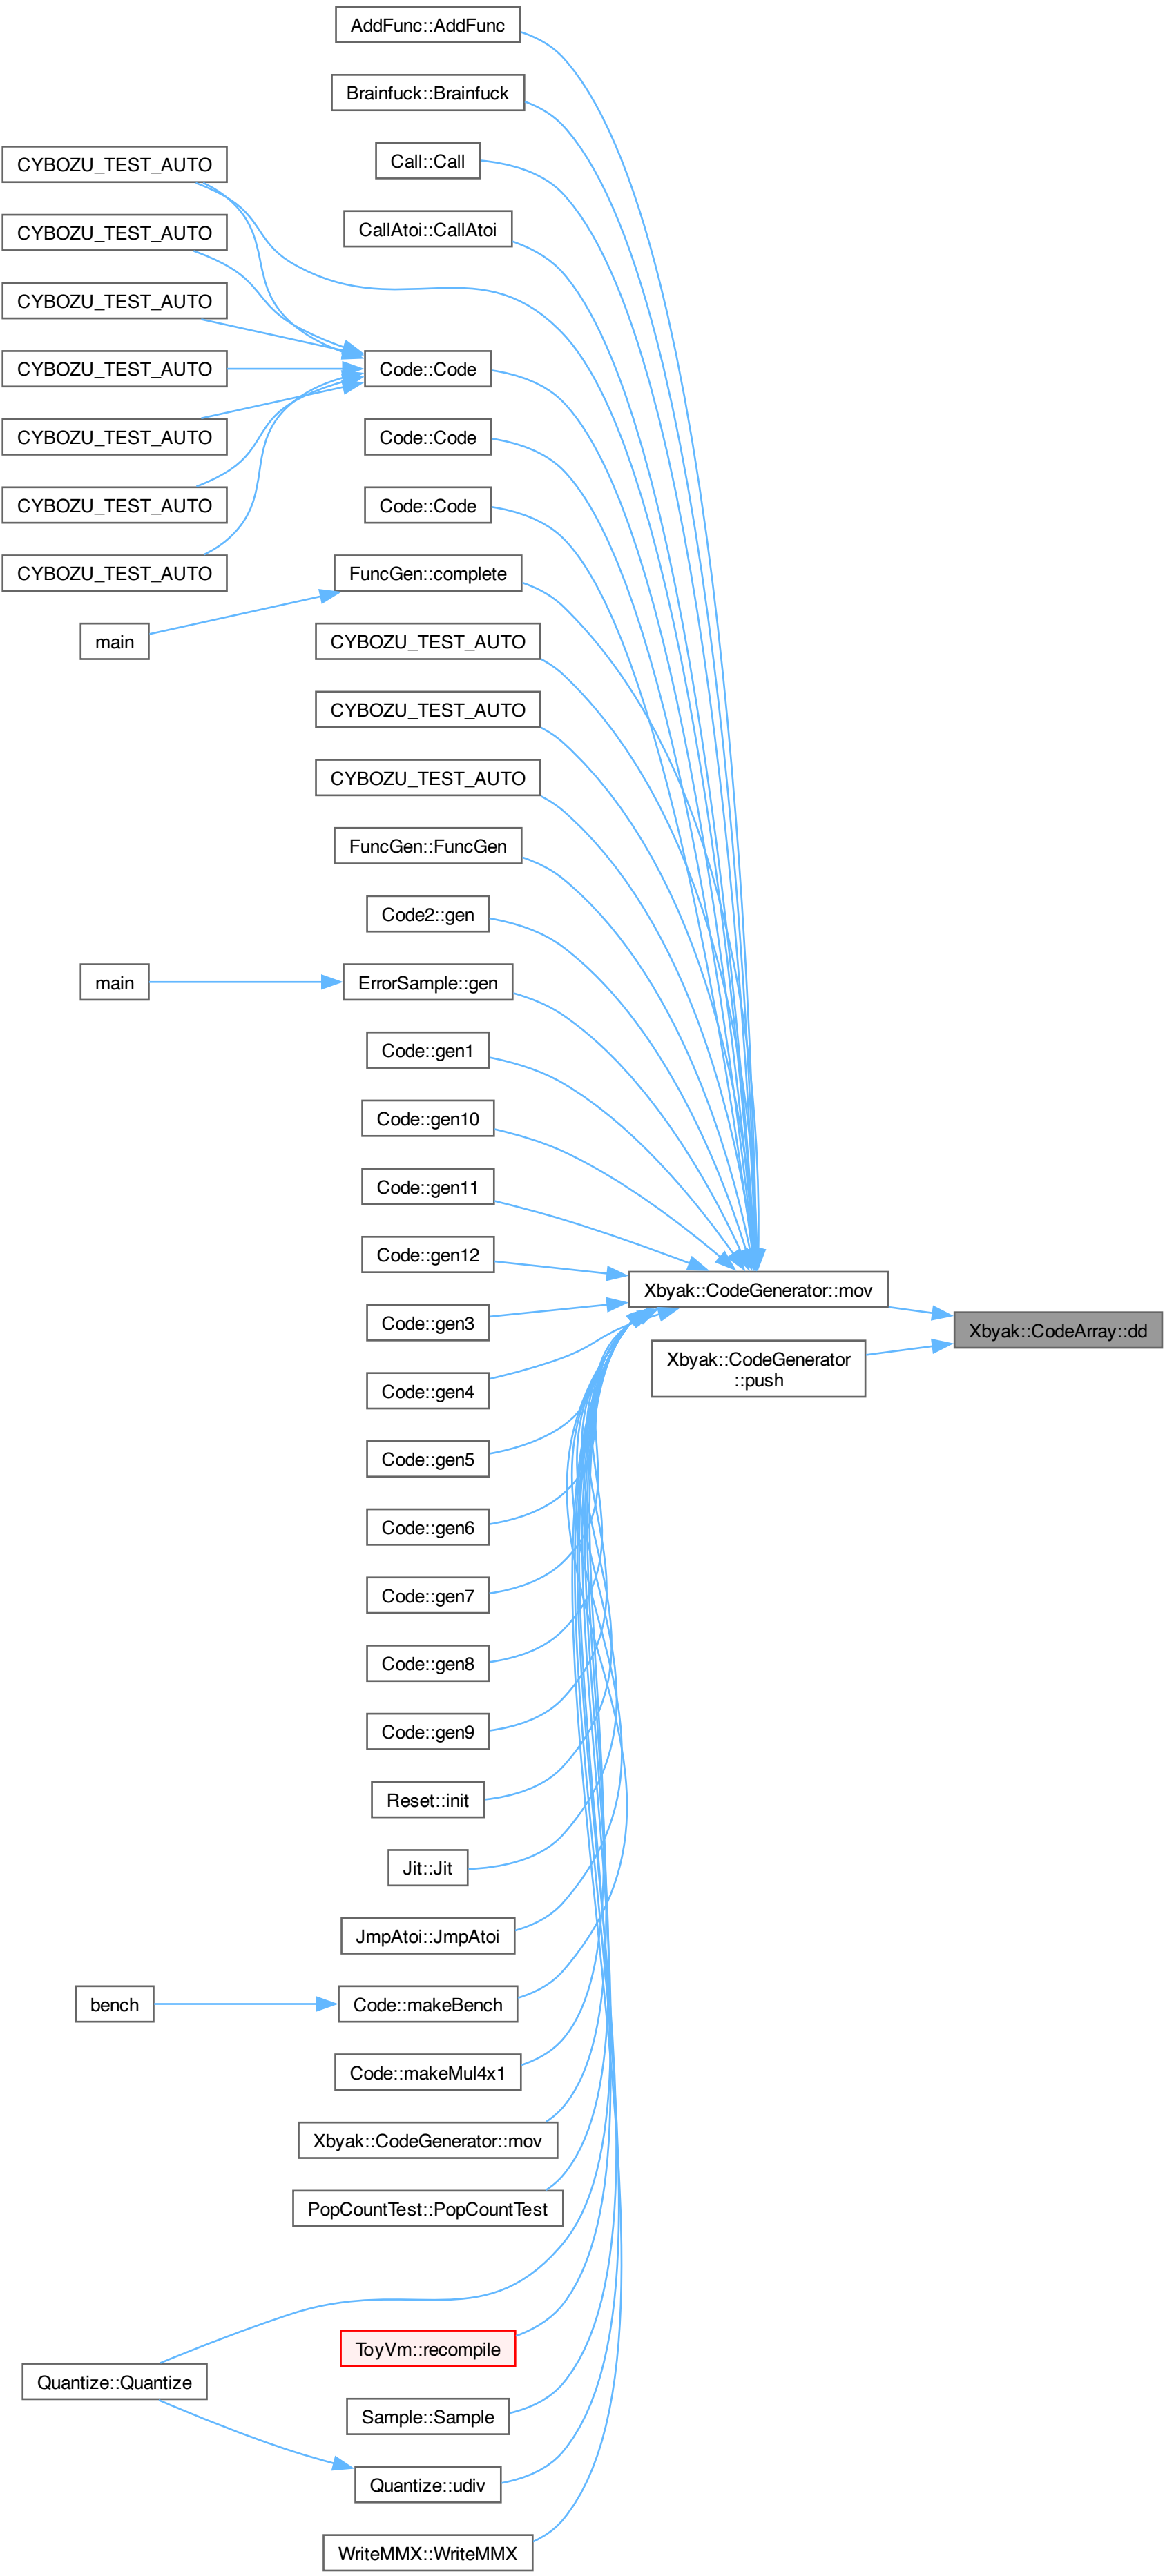 AddFunc::AddFunc
Brainfuck::Brainfuck
Call::Call
CYBOZU_TEST_AUTO
CallAtoi::CallAtoi
CYBOZU_TEST_AUTO
CYBOZU_TEST_AUTO
CYBOZU_TEST_AUTO
Code::Code
CYBOZU_TEST_AUTO
Code::Code
CYBOZU_TEST_AUTO
Code::Code
CYBOZU_TEST_AUTO
FuncGen::complete
main
CYBOZU_TEST_AUTO
CYBOZU_TEST_AUTO
CYBOZU_TEST_AUTO
FuncGen::FuncGen
Code2::gen
main
ErrorSample::gen
Code::gen1
Code::gen10
Code::gen11
Code::gen12
Xbyak::CodeGenerator::mov
Code::gen3
Xbyak::CodeArray::dd
Xbyak::CodeGenerator
::push
Code::gen4
Code::gen5
Code::gen6
Code::gen7
Code::gen8
Code::gen9
Reset::init
Jit::Jit
JmpAtoi::JmpAtoi
bench
Code::makeBench
Code::makeMul4x1
Xbyak::CodeGenerator::mov
PopCountTest::PopCountTest
ToyVm::recompile
Quantize::Quantize
Sample::Sample
Quantize::udiv
WriteMMX::WriteMMX